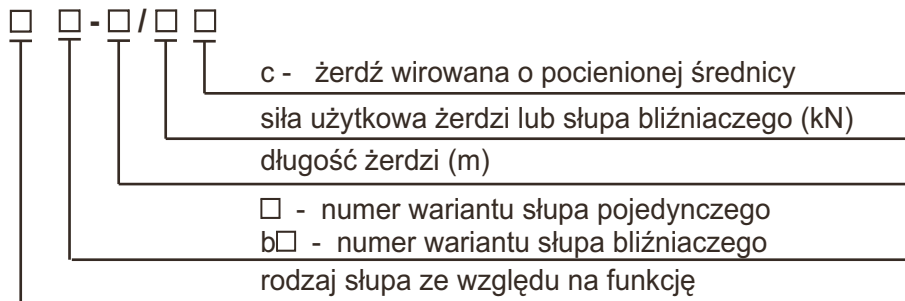 □ □ - □ / □ □
c - żerdź wirowana o pocienionej średnicy
siła użytkowa żerdzi lub słupa bliźniaczego (kN)
długość żerdzi (m)
□ - numer wariantu słupa pojedynczego
b□ - numer wariantu słupa bliźniaczego
rodzaj słupa ze względu na funkcję